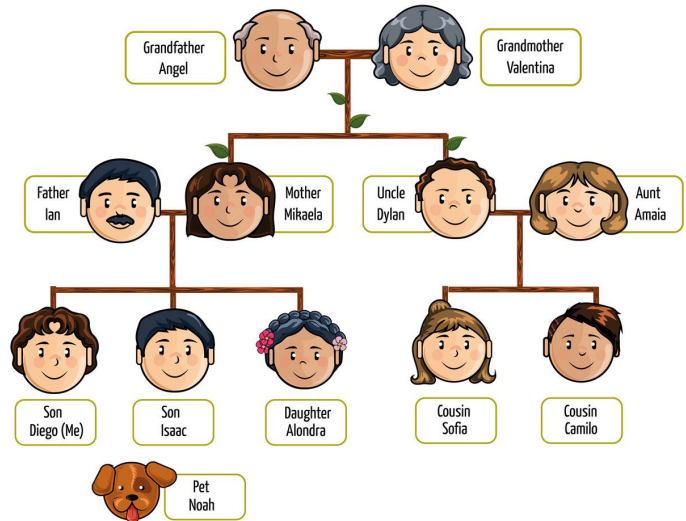 Grandfather
Angel
Grandmother
Valentina
Father
Ian
Mother
Mikaela
Uncle
Dylan
Aunt
Amaia
Son
Diego (Me)
Son
Isaac
Daughter
Alondra
Cousin
Sofia
Cousin
Camilo
Pet
Noah